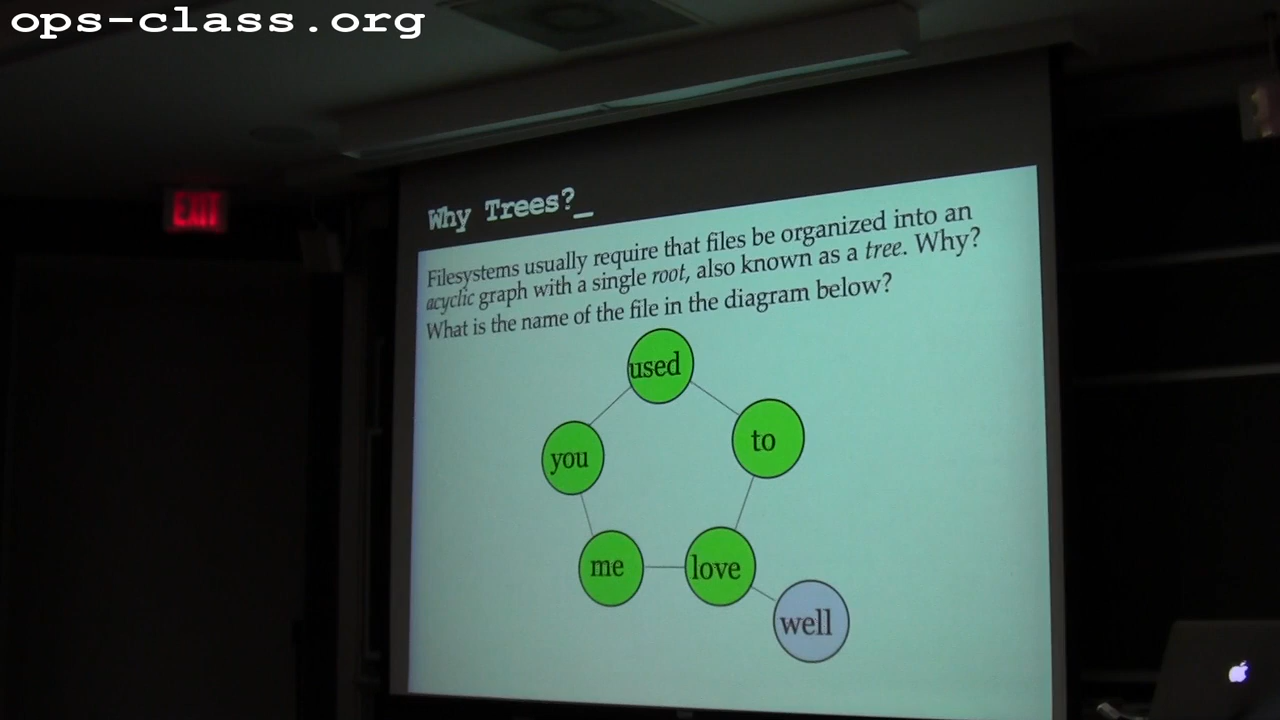 ops-class.org
EXIT
Why Trees?_
Filesystems usually require that files be organized into an
acyclic graph with a single root, also known as a tree. Why?
What is the name of the file in the diagram below?
used
to
you
me
love
well